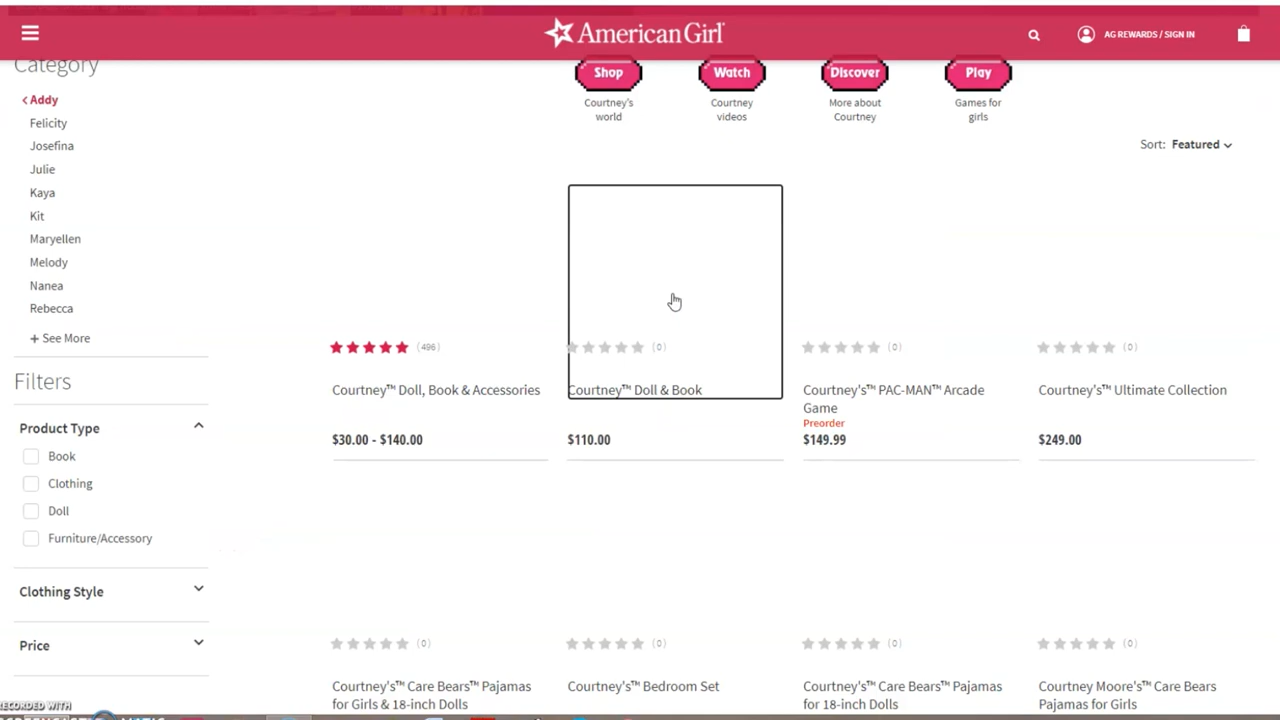 American Girl
AG REWARDS / SIGN IN
Category
Addy
Felicity
Josefina
Julie
Kaya
Kit
Maryellen
Melody
Nanea
Rebecca
+ See More
Filters
Product Type
Book
Clothing
Doll
Furniture/Accessory
Clothing Style
Price
Shop
Watch
Discover
Play
Courtney's
world
Courtney
videos
More about
Courtney
Games for
girls
Sort: Featured
(496)
Courtney™ Doll, Book & Accessories
$30.00 - $140.00
(0)
Courtney™ Doll & Book
$110.00
(0)
Courtney's™ PAC-MAN™ Arcade
Game
Preorder
$149.99
(0)
Courtney's™ Ultimate Collection
$249.00
(0)
Courtney's™ Care Bears™ Pajamas
for Girls & 18-inch Dolls
(0)
Courtney's™ Bedroom Set
(0)
Courtney's™ Care Bears™ Pajamas
for 18-inch Dolls
(0)
Courtney Moore's™ Care Bears
Pajamas for Girls
RECORDED WITH